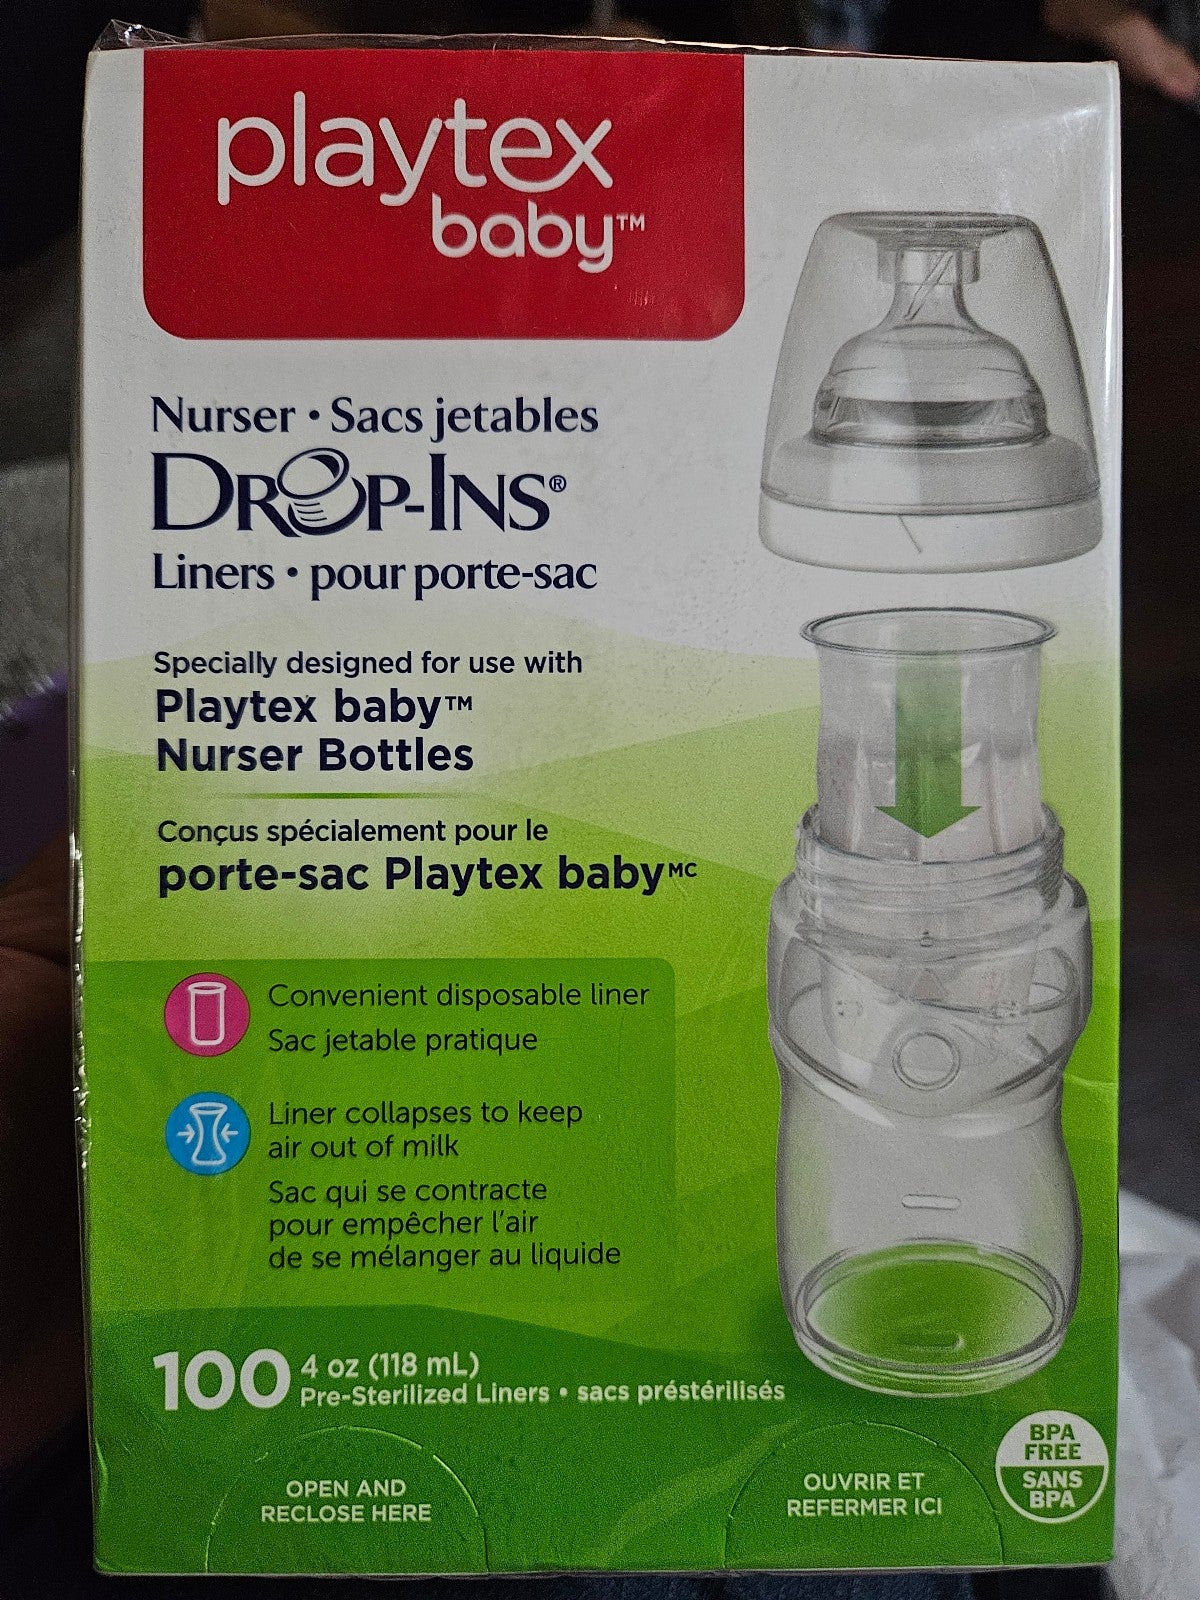 playtex
baby™
Nurser • Sacs jetables
DROP-INS®
Liners • pour porte-sac
Specially designed for use with
Playtex baby™
Nurser Bottles
Conçus spécialement pour le
porte-sac Playtex babyᴹᶜ
Convenient disposable liner
Sac jetable pratique
Liner collapses to keep
air out of milk
Sac qui se contracte
pour empêcher l'air
de se mélanger au liquide
100 4 oz (118 mL)
Pre-Sterilized Liners • sacs préstérilisés
OPEN AND
RECLOSE HERE
OUVRIR ET
REFERMER ICI
BPA
FREE
SANS
BPA